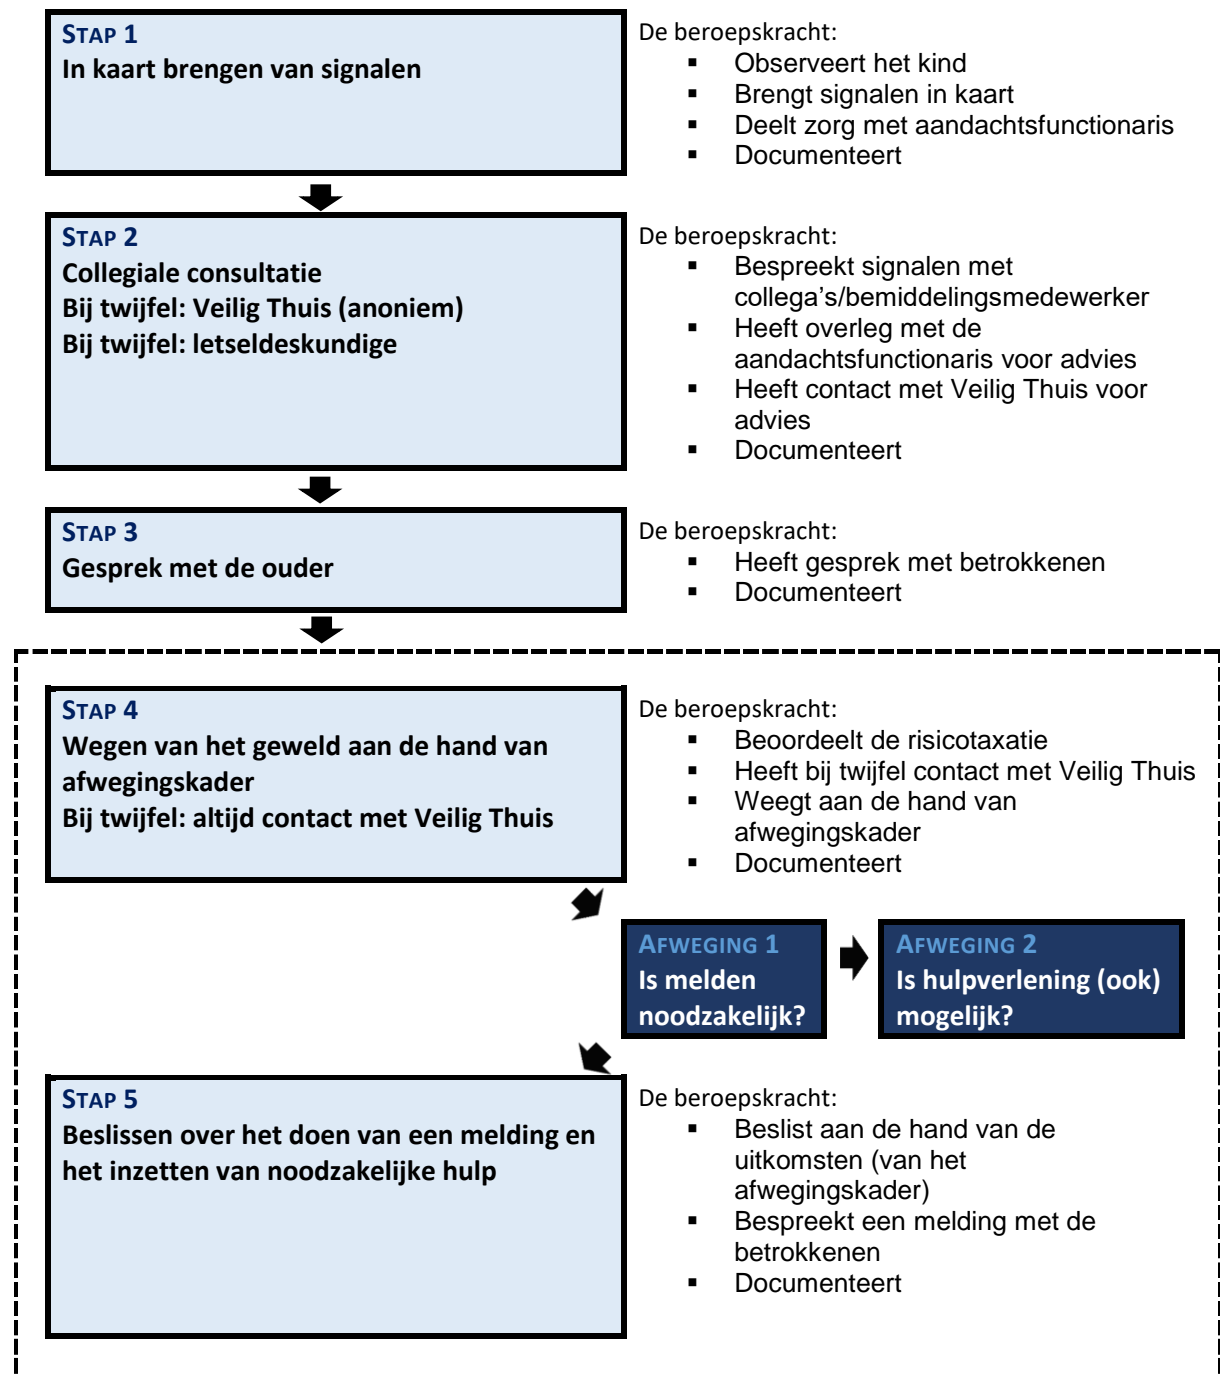 STAP 1
In kaart brengen van signalen
De beroepskracht:
▪ Observeert het kind
▪ Brengt signalen in kaart
▪ Deelt zorg met aandachtsfunctionaris
▪ Documenteert
STAP 2
Collegiale consultatie
Bij twijfel: Veilig Thuis (anoniem)
Bij twijfel: letseldeskundige
De beroepskracht:
▪ Bespreekt signalen met
collega’s/bemiddelingsmedewerker
▪ Heeft overleg met de
aandachtsfunctionaris voor advies
▪ Heeft contact met Veilig Thuis voor
advies
▪ Documenteert
STAP 3
Gesprek met de ouder
De beroepskracht:
▪ Heeft gesprek met betrokkenen
▪ Documenteert
STAP 4
Wegen van het geweld aan de hand van
afwegingskader
Bij twijfel: altijd contact met Veilig Thuis
De beroepskracht:
▪ Beoordeelt de risicotaxatie
▪ Heeft bij twijfel contact met Veilig Thuis
▪ Weegt aan de hand van
afwegingskader
▪ Documenteert
AFWEGING 1
Is melden
noodzakelijk?
AFWEGING 2
Is hulpverlening (ook)
mogelijk?
STAP 5
Beslissen over het doen van een melding en
het inzetten van noodzakelijke hulp
De beroepskracht:
▪ Beslist aan de hand van de
uitkomsten (van het
afwegingskader)
▪ Bespreekt een melding met de
betrokkenen
▪ Documenteert